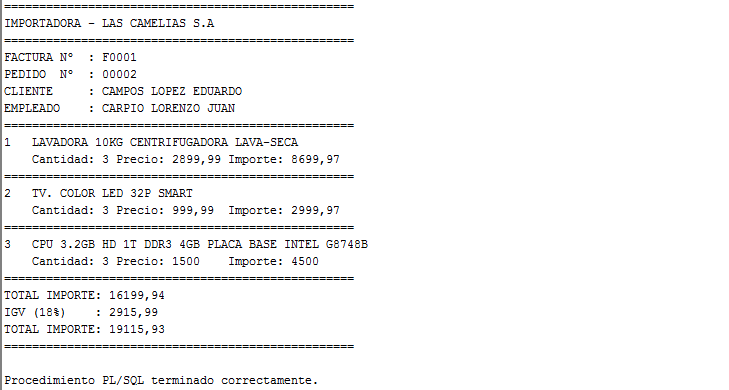 ==================================================
IMPORTADORA - LAS CAMELIAS S.A
==================================================
FACTURA Nº  : F0001
PEDIDO  Nº  : 00002
CLIENTE     : CAMPOS LOPEZ EDUARDO
EMPLEADO    : CARPIO LORENZO JUAN
==================================================
1   LAVADORA 10KG CENTRIFUGADORA LAVA-SECA
    Cantidad: 3 Precio: 2899,99 Importe: 8699,97
==================================================
2   TV. COLOR LED 32P SMART
    Cantidad: 3 Precio: 999,99  Importe: 2999,97
==================================================
3   CPU 3.2GB HD 1T DDR3 4GB PLACA BASE INTEL G8748B
    Cantidad: 3 Precio: 1500    Importe: 4500
==================================================
TOTAL IMPORTE: 16199,94
IGV (18%)    : 2915,99
TOTAL IMPORTE: 19115,93
==================================================
Procedimiento PL/SQL terminado correctamente.